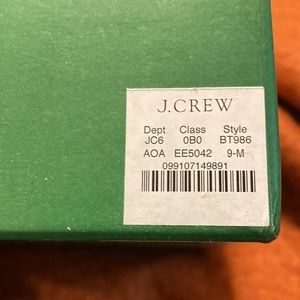 J.CREW
Dept Class Style
JC6 0B0 BT986
AOA EE5042 9-M
099107149891